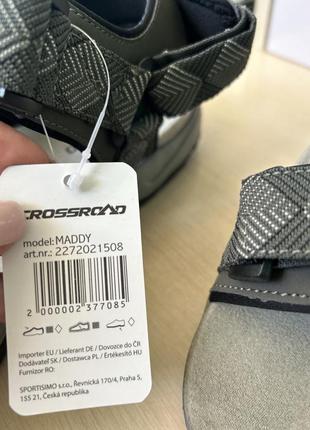 CROSSROAD
model: MADDY
art.nr.: 2272021508
2 000002 377085
Importer EU / Lieferant DE / Dovozce do ČR
Dodávateľ SK / Dostawca PL / Értékesítő HU
Furnizor RO:
SPORTISIMO s.r.o., Řevnická 170/4, Praha 5,
155 21, Česká republika